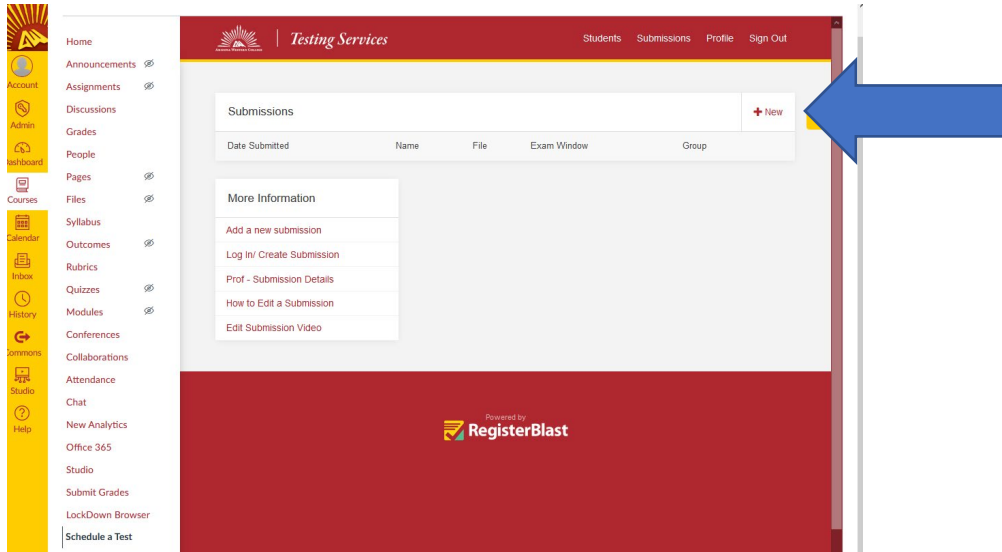 Account
Admin
Dashboard
Courses
Calendar
Inbox
History
Commons
Studio
Help
Home
Announcements
Assignments
Discussions
Grades
People
Pages
Files
Syllabus
Outcomes
Rubrics
Quizzes
Modules
Conferences
Collaborations
Attendance
Chat
New Analytics
Office 365
Studio
Submit Grades
LockDown Browser
Schedule a Test
Arizona Western College
Testing Services
Students Submissions Profile Sign Out
Submissions + New
Date Submitted Name File Exam Window Group
More Information
Add a new submission
Log In/ Create Submission
Prof - Submission Details
How to Edit a Submission
Edit Submission Video
Powered by
RegisterBlast